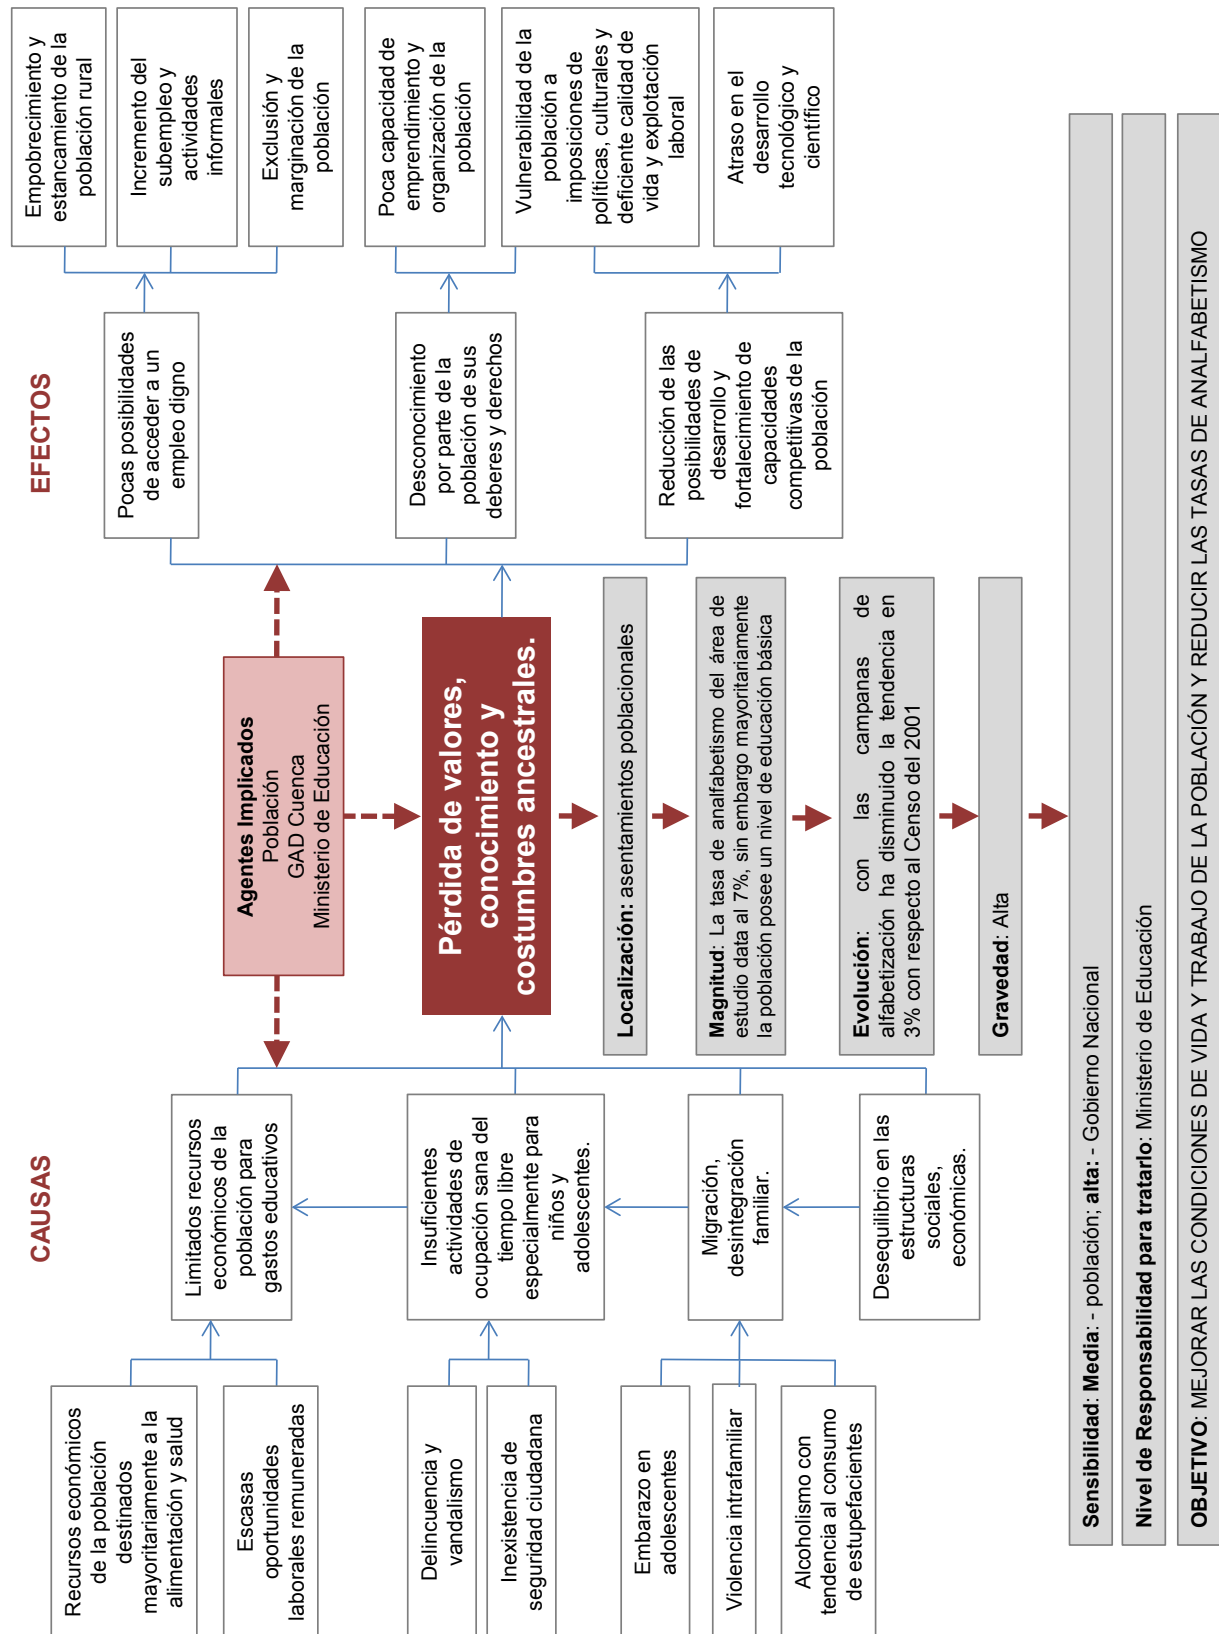 CAUSAS
EFECTOS
Recursos económicos
de la población
destinados
mayoritariamente a la
alimentación y salud
Escasas
oportunidades
laborales remuneradas
Delincuencia y
vandalismo
Inexistencia de
seguridad ciudadana
Embarazo en
adolescentes
Violencia intrafamiliar
Alcoholismo con
tendencia al consumo
de estupefacientes
Limitados recursos
económicos de la
población para
gastos educativos
Insuficientes
actividades de
ocupación sana del
tiempo libre
especialmente para
niños y
adolescentes.
Migración,
desintegración
familiar.
Desequilibrio en las
estructuras
sociales,
económicas.
Agentes Implicados
Población
GAD Cuenca
Ministerio de Educación
Pérdida de valores,
conocimiento y
costumbres ancestrales.
Localización: asentamientos poblacionales
Magnitud: La tasa de analfabetismo del área de
estudio data al 7%, sin embargo mayoritariamente
la población posee un nivel de educación básica
Evolución: con las campanas de
alfabetización ha disminuido la tendencia en
3% con respecto al Censo del 2001
Gravedad: Alta
Pocas posibilidades
de acceder a un
empleo digno
Desconocimiento
por parte de la
población de sus
deberes y derechos
Reducción de las
posibilidades de
desarrollo y
fortalecimiento de
capacidades
competitivas de la
población
Empobrecimiento y
estancamiento de la
población rural
Incremento del
subempleo y
actividades
informales
Exclusión y
marginación de la
población
Poca capacidad de
emprendimiento y
organización de la
población
Vulnerabilidad de la
población a
imposiciones de
políticas, culturales y
deficiente calidad de
vida y explotación
laboral
Atraso en el
desarrollo
tecnológico y
científico
Sensibilidad: Media: - población; alta: - Gobierno Nacional
Nivel de Responsabilidad para tratarlo: Ministerio de Educación
OBJETIVO: MEJORAR LAS CONDICIONES DE VIDA Y TRABAJO DE LA POBLACIÓN Y REDUCIR LAS TASAS DE ANALFABETISMO